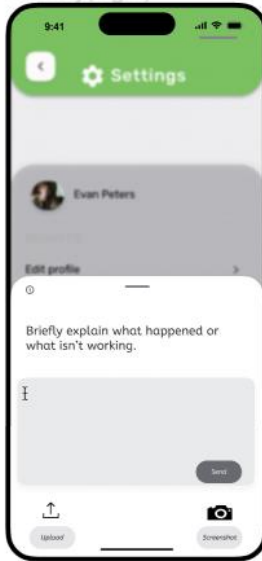 9:41
Settings
Evan Peters
Edit profile
Briefly explain what happened or
what isn't working.
Send
Upload
Screenshot